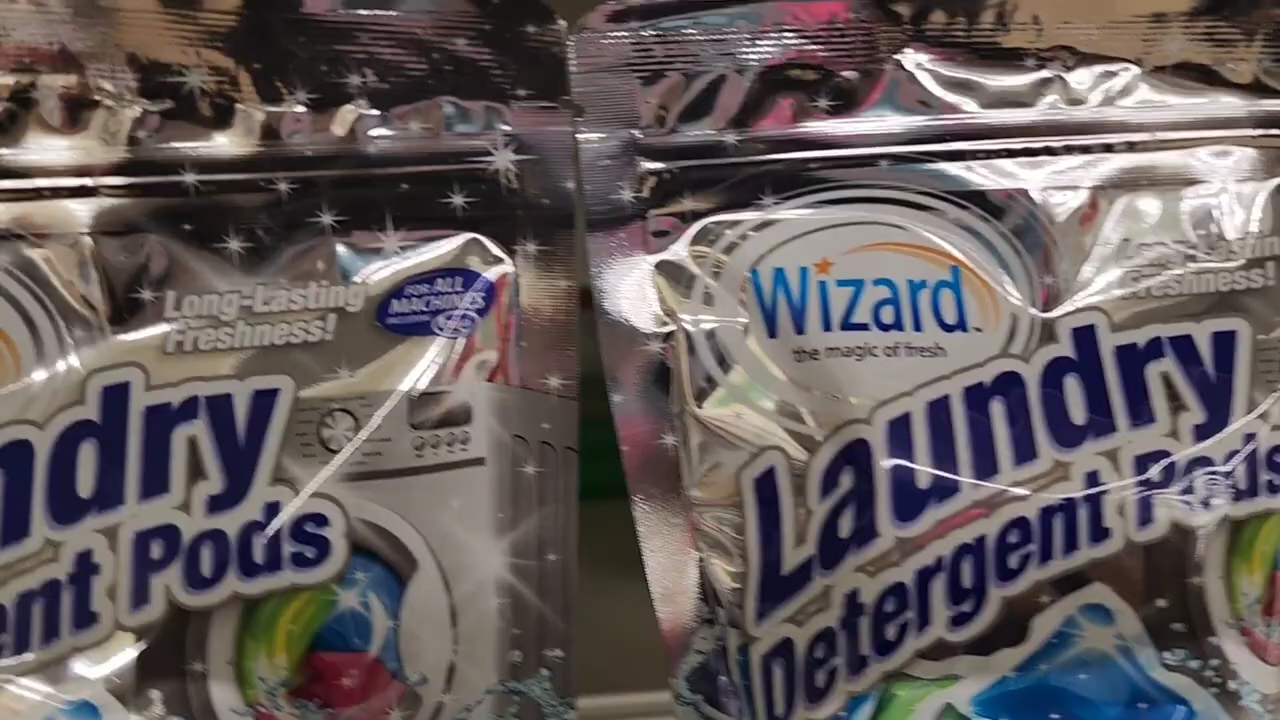 Long-Lasting
Freshness!
FOR ALL
MACHINES
ndry
ent Pods
Wizard
the magic of fresh
Long-Lastin
Freshness!
Laundry
Detergent Pods